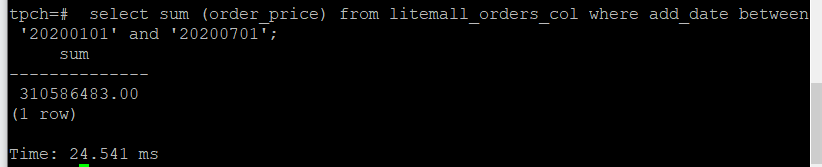 tpch=#  select sum (order_price) from litemall_orders_col where add_date between
 '20200101' and '20200701';
     sum
--------------
 310586483.00
(1 row)

Time: 24.541 ms